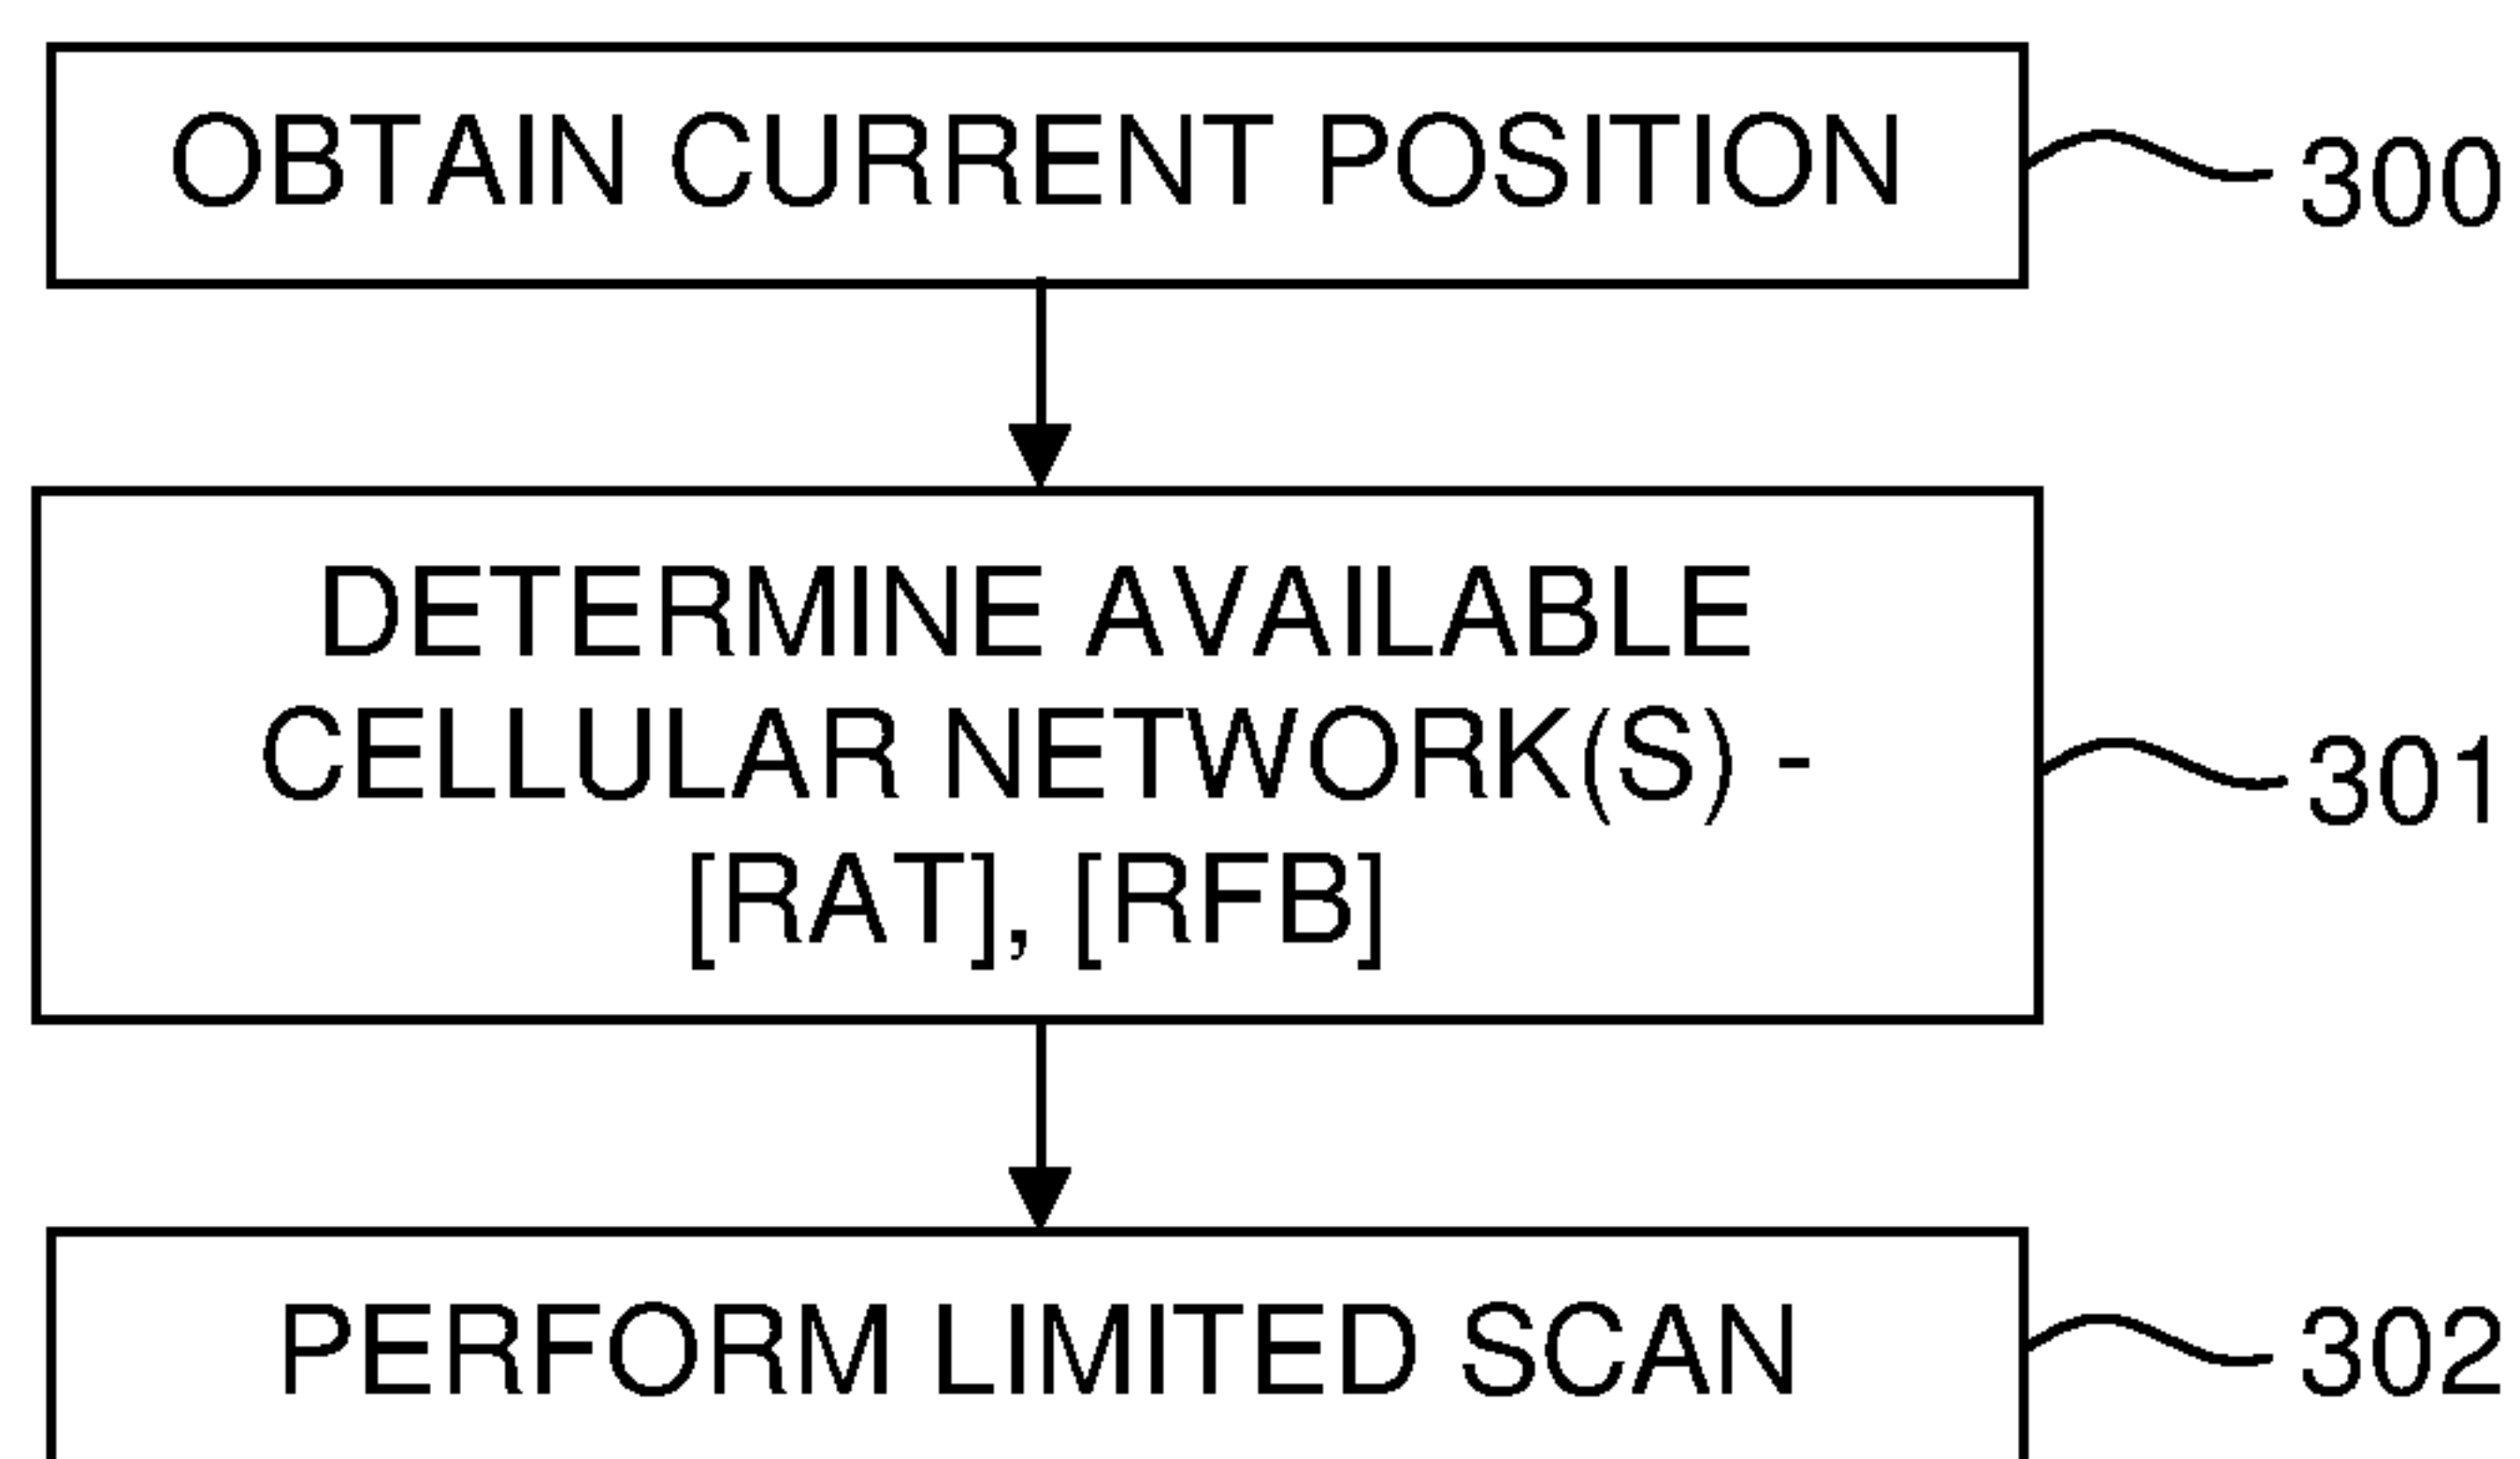 OBTAIN CURRENT POSITION
300
DETERMINE AVAILABLE
CELLULAR NETWORK(S) -
[RAT], [RFB]
301
PERFORM LIMITED SCAN
302